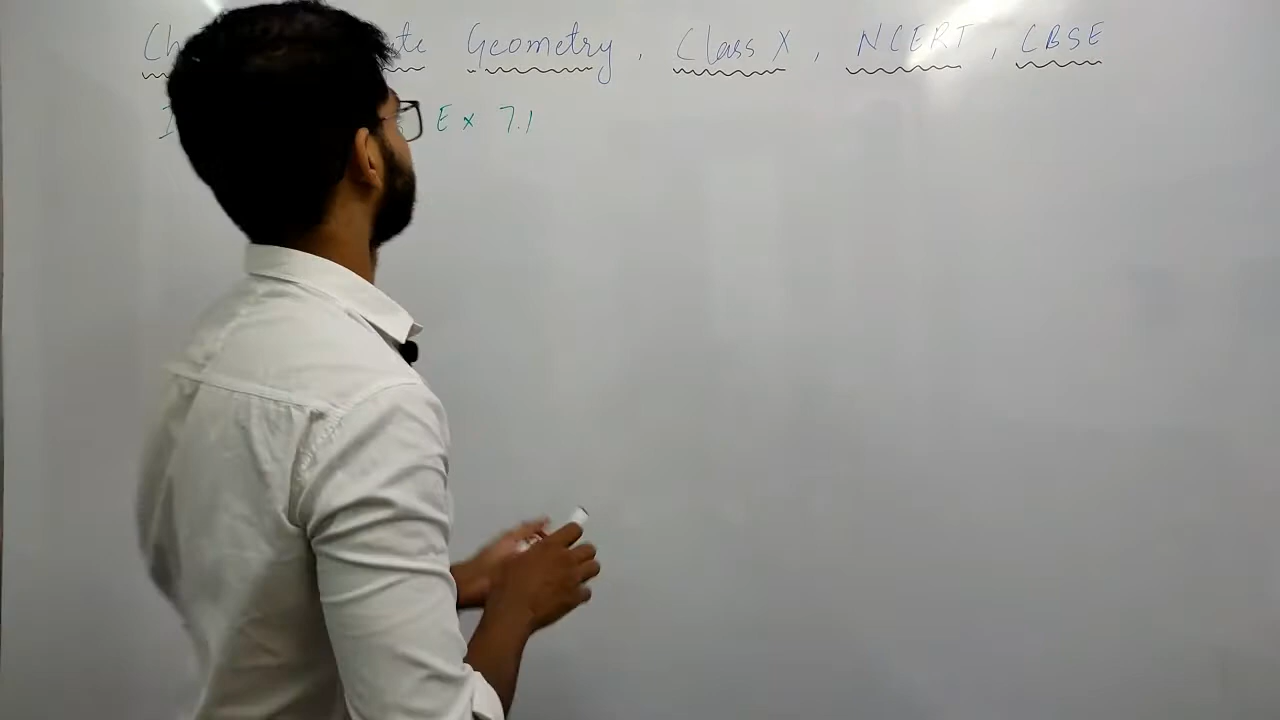 Geometry , Class X , NCERT , CBSE
Ex 7.1